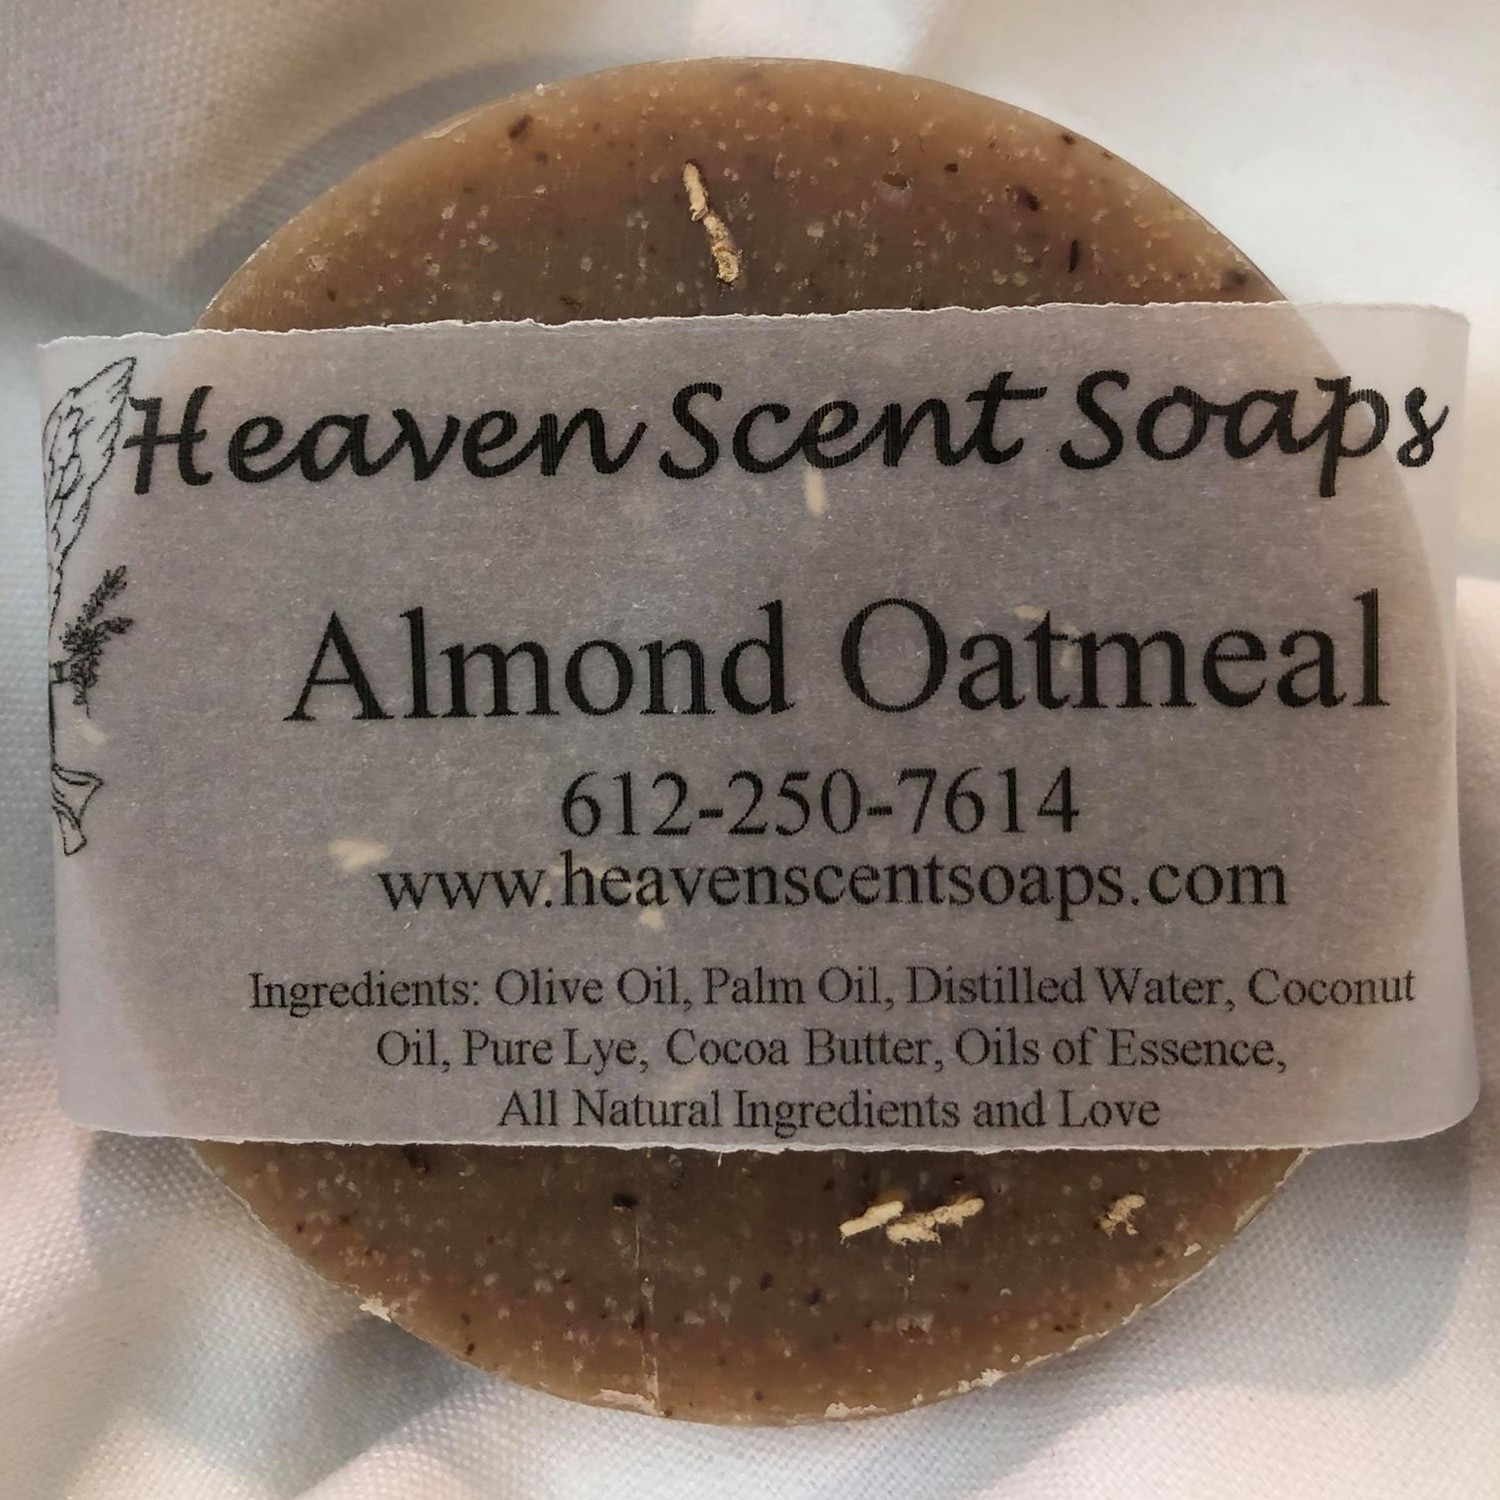 Heaven Scent Soaps
Almond Oatmeal
612-250-7614
www.heavenscentsoaps.com
Ingredients: Olive Oil, Palm Oil, Distilled Water, Coconut
Oil, Pure Lye, Cocoa Butter, Oils of Essence,
All Natural Ingredients and Love